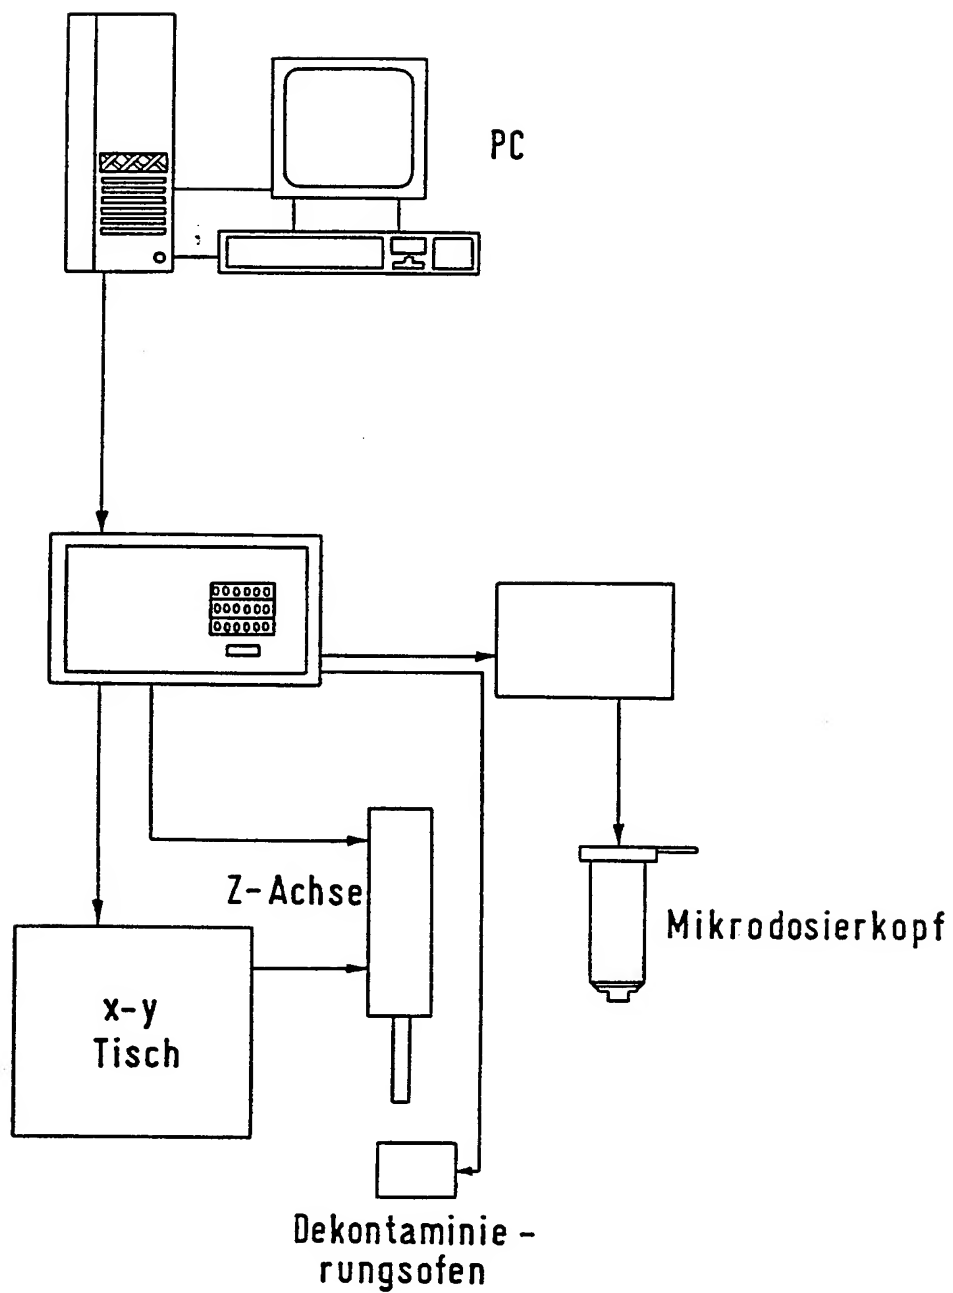 PC
Z-Achse
Mikrodosierkopf
x-y
Tisch
Dekontaminie-
rungsofen